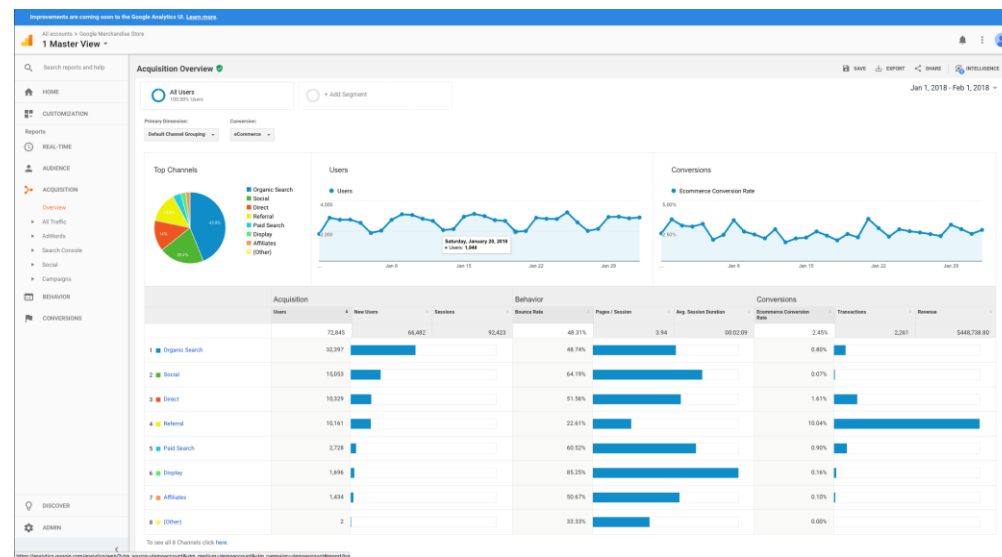 Improvements are coming soon to the Google Analytics UI. Learn more.
All accounts > Google Merchandise Store
1 Master View
Search reports and help
HOME
CUSTOMIZATION
Reports
REAL-TIME
AUDIENCE
ACQUISITION
Overview
All Traffic
AdWords
Search Console
Social
Campaigns
BEHAVIOR
CONVERSIONS
DISCOVER
ADMIN
Acquisition Overview
SAVE EXPORT SHARE INTELLIGENCE
Jan 1, 2018 - Feb 1, 2018
All Users
100.00% Users
+ Add Segment
Primary Dimension: Conversion:
Default Channel Grouping eCommerce
Top Channels
Organic Search
Social
Direct
Referral
Paid Search
Display
Affiliates
(Other)
Users
Users
4,000
2,000
Saturday, January 20, 2018
Users: 1,948
... Jan 8 Jan 15 Jan 22 Jan 29
Conversions
Ecommerce Conversion Rate
5.00%
2.50%
... Jan 8 Jan 15 Jan 22 Jan 29
Acquisition Behavior Conversions
Users New Users Sessions Bounce Rate Pages / Session Avg. Session Duration Ecommerce Conversion Rate Transactions Revenue
72,845 66,482 92,423 48.31% 3.94 00:02:09 2.45% 2,261 $448,738.80
1 Organic Search 32,397 48.74% 0.80%
2 Social 15,053 64.19% 0.07%
3 Direct 10,329 51.56% 1.61%
4 Referral 10,161 22.61% 10.04%
5 Paid Search 2,728 60.52% 0.90%
6 Display 1,696 85.25% 0.16%
7 Affiliates 1,434 50.67% 0.10%
8 (Other) 2 33.33% 0.00%
To see all 8 Channels click here.